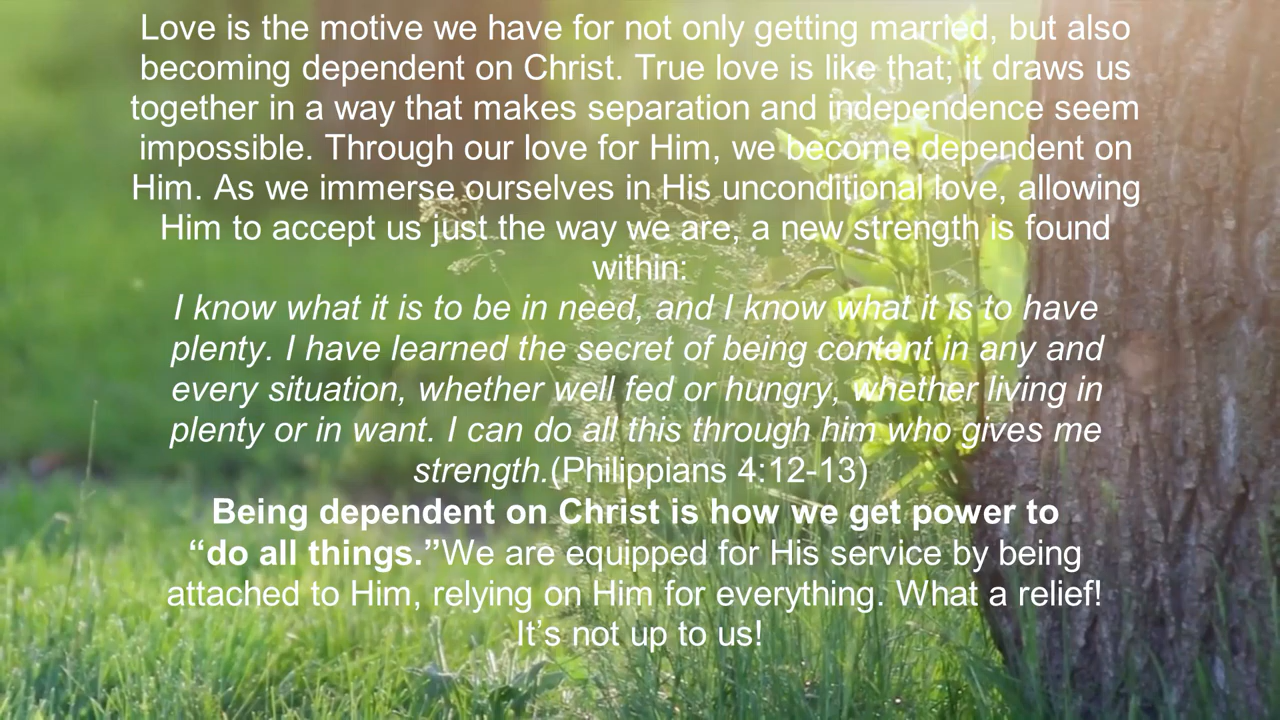 Love is the motive we have for not only getting married, but also
becoming dependent on Christ. True love is like that; it draws us
together in a way that makes separation and independence seem
impossible. Through our love for Him, we become dependent on
Him. As we immerse ourselves in His unconditional love, allowing
Him to accept us just the way we are, a new strength is found
within:
I know what it is to be in need, and I know what it is to have
plenty. I have learned the secret of being content in any and
every situation, whether well fed or hungry, whether living in
plenty or in want. I can do all this through him who gives me
strength.(Philippians 4:12-13)
Being dependent on Christ is how we get power to
“do all things.”We are equipped for His service by being
attached to Him, relying on Him for everything. What a relief!
It’s not up to us!